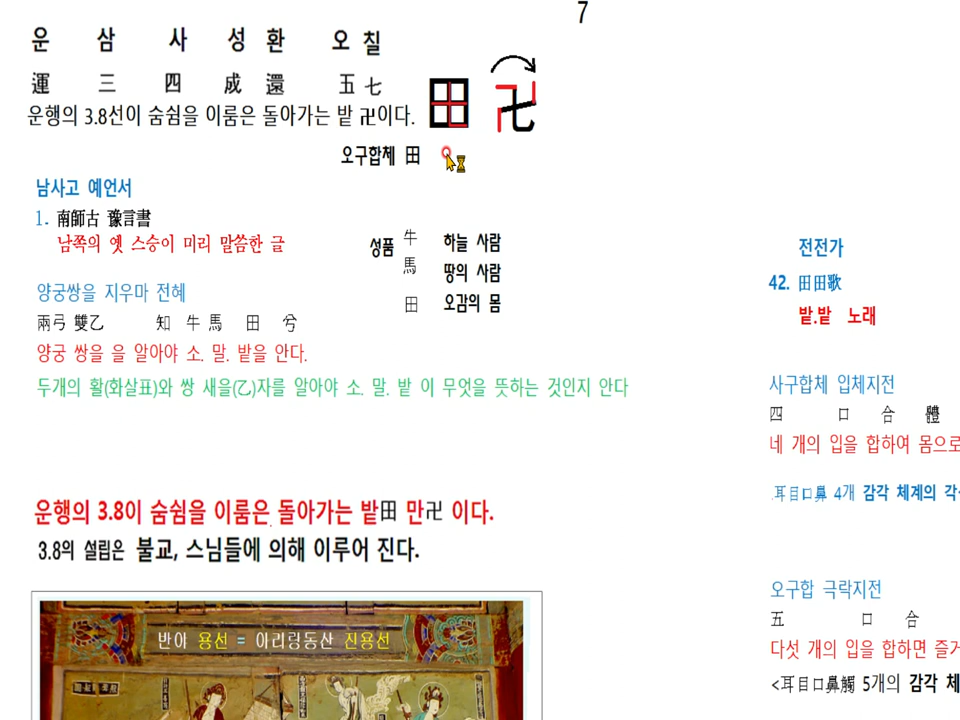 7
운 삼 사 성 환 오 칠
運 三 四 成 還 五 七
운행의 3.8선이 숨쉼을 이룸은 돌아가는 밭 卍이다.
田 卍
오구합체 田
남사고 예언서
1. 南師古 豫言書
남쪽의 옛 스승이 미리 말씀한 글
성품 牛 하늘 사람
馬 땅의 사람
田 오감의 몸
양궁쌍을 지우마 전혜
兩弓 雙乙 知 牛 馬 田 兮
양궁 쌍을 을 알아야 소. 말. 밭을 안다.
두개의 활(화살표)와 쌍 새을(乙)자를 알아야 소. 말. 밭 이 무엇을 뜻하는 것인지 안다
운행의 3.8이 숨쉼을 이룸은 돌아가는 밭田 만卍 이다.
3.8의 설립은 불교, 스님들에 의해 이루어 진다.
반야 용선 = 아리랑동산 진용선
전전가
42. 田田歌
밭.밭 노래
사구합체 입체지전
四 口 合 體
네 개의 입을 합하여 몸으로
耳目口鼻 4개 감각 체계의
오구합 극락지전
五 口 合
다섯 개의 입을 합하면
<耳目口鼻觸 5개의 감각